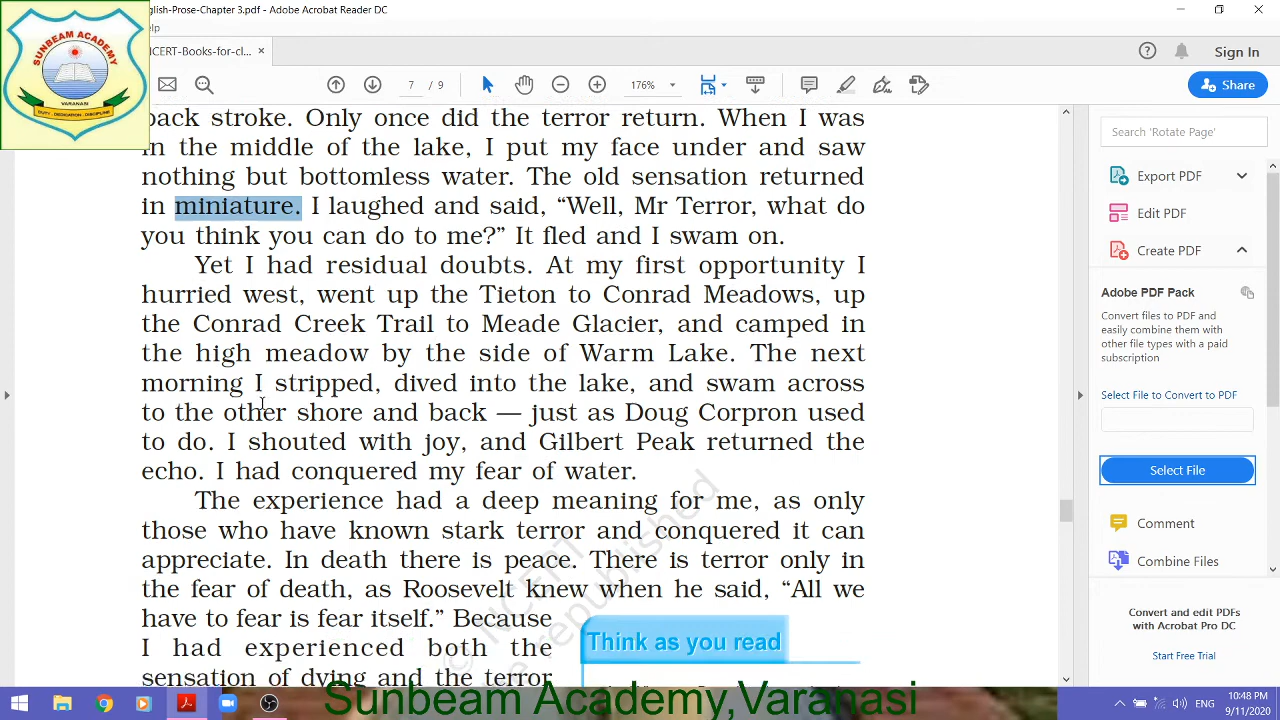 nglish-Prose-Chapter 3.pdf - Adobe Acrobat Reader DC
elp
SUNBEAM ACADEMY
VARANASI
DUTY - DEDICATION - DISCIPLINE
NCERT-Books-for-cl... ×
Sign In
7 / 9
176%
Share
back stroke. Only once did the terror return. When I was
in the middle of the lake, I put my face under and saw
nothing but bottomless water. The old sensation returned
in miniature. I laughed and said, “Well, Mr Terror, what do
you think you can do to me?” It fled and I swam on.
Yet I had residual doubts. At my first opportunity I
hurried west, went up the Tieton to Conrad Meadows, up
the Conrad Creek Trail to Meade Glacier, and camped in
the high meadow by the side of Warm Lake. The next
morning I stripped, dived into the lake, and swam across
to the other shore and back — just as Doug Corpron used
to do. I shouted with joy, and Gilbert Peak returned the
echo. I had conquered my fear of water.
The experience had a deep meaning for me, as only
those who have known stark terror and conquered it can
appreciate. In death there is peace. There is terror only in
the fear of death, as Roosevelt knew when he said, “All we
have to fear is fear itself.” Because
I had experienced both the
sensation of dying and the terror
Think as you read
© NCERT
be republished
Search 'Rotate Page'
Export PDF
Edit PDF
Create PDF
Adobe PDF Pack
Convert files to PDF and
easily combine them with
other file types with a paid
subscription
Select File to Convert to PDF
Select File
Comment
Combine Files
Convert and edit PDFs
with Acrobat Pro DC
Start Free Trial
Sunbeam Academy,Varanasi
ENG
10:48 PM
9/11/2020